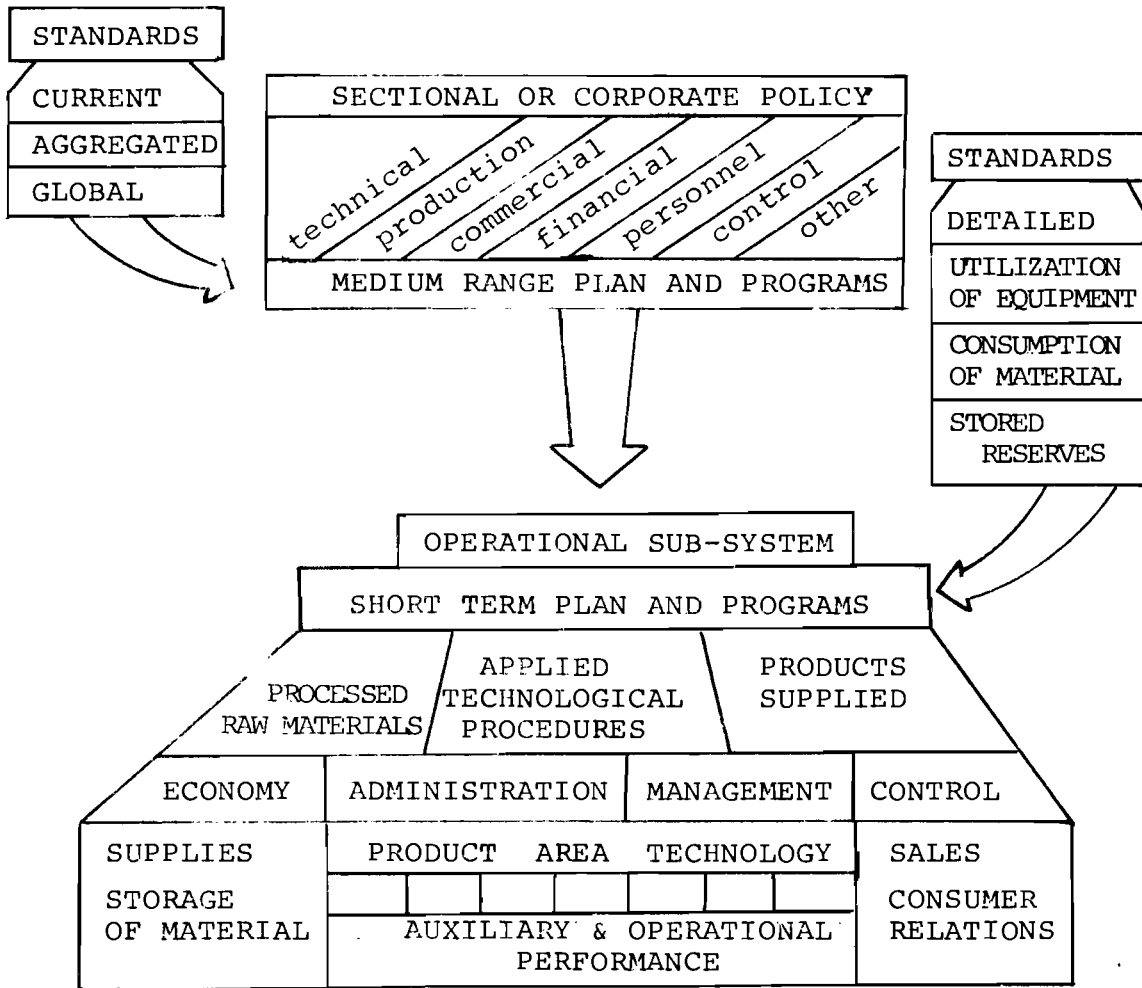 STANDARDS
CURRENT
AGGREGATED
GLOBAL
SECTIONAL OR CORPORATE POLICY
technical
production
commercial
financial
personnel
control
other
MEDIUM RANGE PLAN AND PROGRAMS
STANDARDS
DETAILED
UTILIZATION
OF EQUIPMENT
CONSUMPTION
OF MATERIAL
STORED
RESERVES
OPERATIONAL SUB-SYSTEM
SHORT TERM PLAN AND PROGRAMS
PROCESSED
RAW MATERIALS
APPLIED
TECHNOLOGICAL
PROCEDURES
PRODUCTS
SUPPLIED
ECONOMY
ADMINISTRATION
MANAGEMENT
CONTROL
SUPPLIES
STORAGE
OF MATERIAL
PRODUCT AREA TECHNOLOGY
AUXILIARY & OPERATIONAL
PERFORMANCE
SALES
CONSUMER
RELATIONS